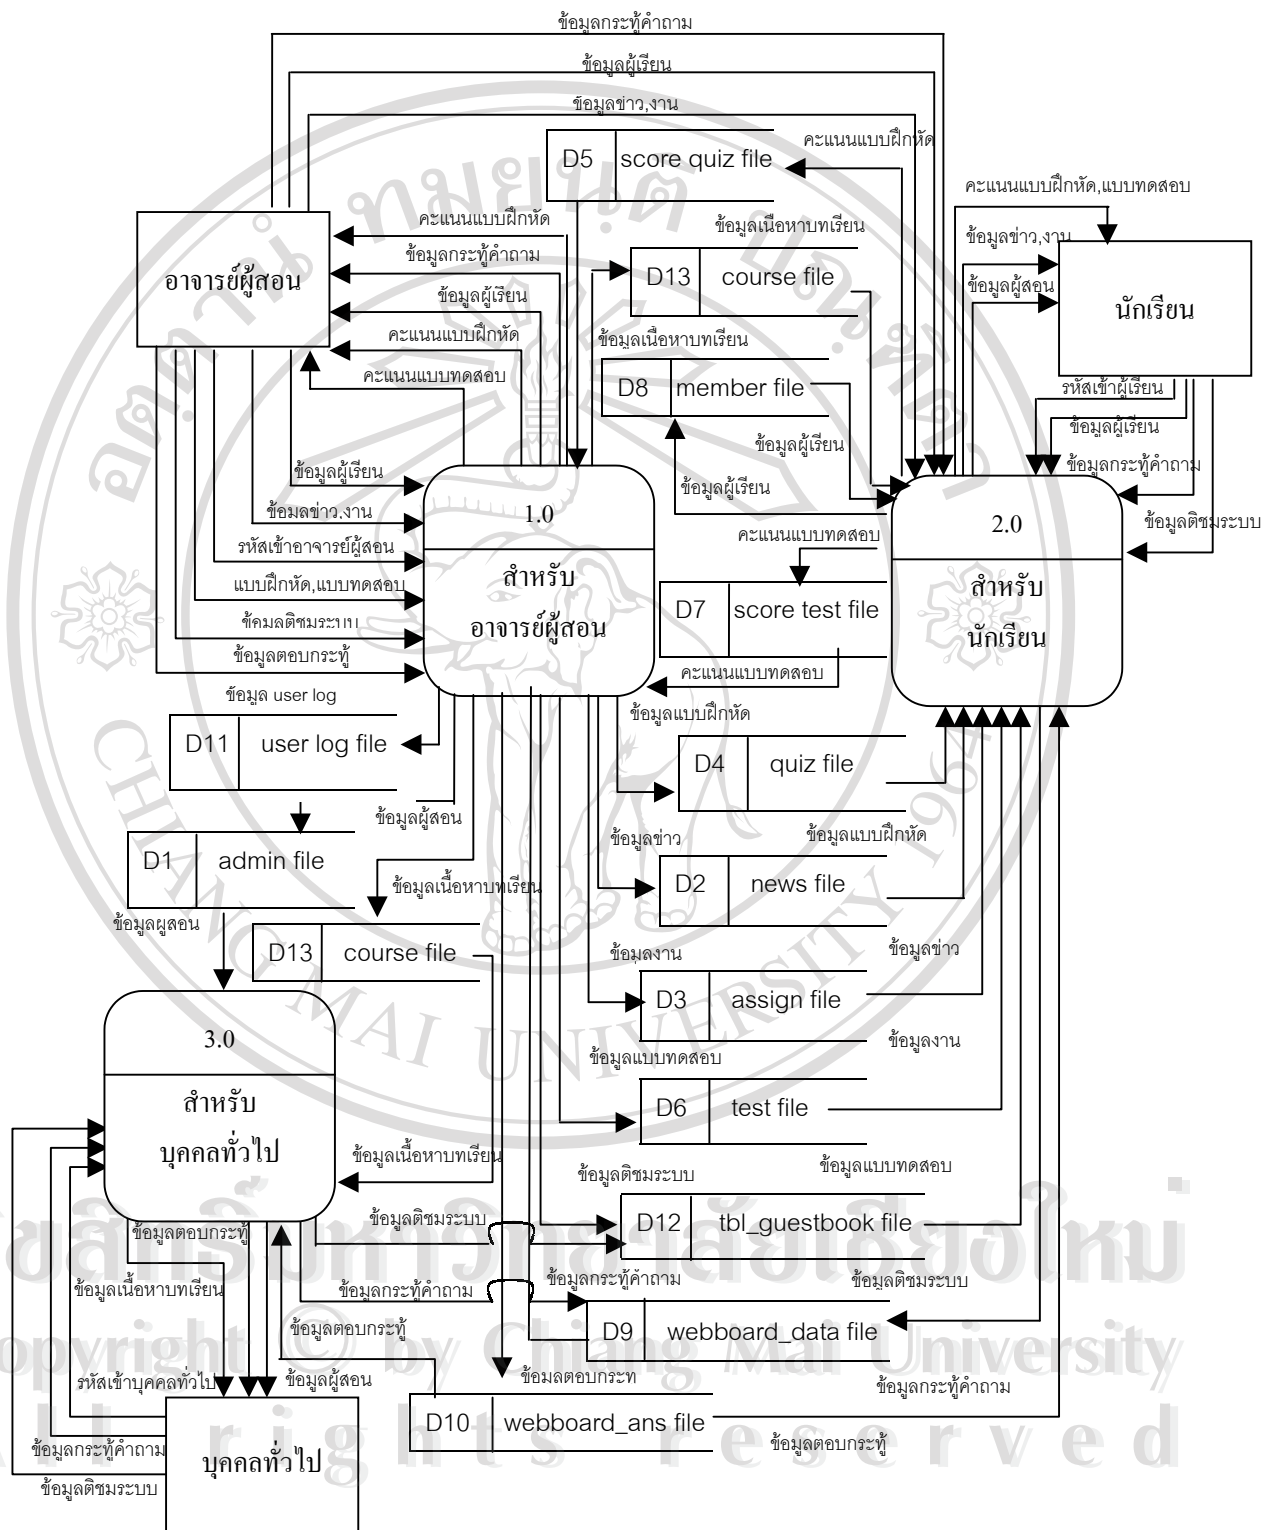 ข้อมูลกระทู้คำถาม
ข้อมูลผู้เรียน
ข้อมูลข่าว,งาน
D5 score quiz file
คะแนนแบบฝึกหัด
คะแนนแบบฝึกหัด,แบบทดสอบ
คะแนนแบบฝึกหัด
ข้อมูลเนื้อหาบทเรียน
ข้อมูลข่าว,งาน
ข้อมูลกระทู้คำถาม
อาจารย์ผู้สอน
D13 course file
ข้อมูลผู้สอน
ข้อมูลผู้เรียน
นักเรียน
คะแนนแบบฝึกหัด
ข้อมูลเนื้อหาบทเรียน
คะแนนแบบทดสอบ
D8 member file
รหัสเข้าผู้เรียน
ข้อมูลผู้เรียน
ข้อมูลผู้เรียน
ข้อมูลผู้เรียน
ข้อมูลกระทู้คำถาม
ข้อมูลผู้เรียน
ข้อมูลข่าว,งาน
1.0
2.0
ข้อมูลติชมระบบ
คะแนนแบบทดสอบ
รหัสเข้าอาจารย์ผู้สอน
สำหรับ
อาจารย์ผู้สอน
สำหรับ
นักเรียน
แบบฝึกหัด,แบบทดสอบ
D7 score test file
ข้อมลติชมระบบ
ข้อมูลตอบกระทู้
คะแนนแบบทดสอบ
ข้อมูล user log
ข้อมูลแบบฝึกหัด
D11 user log file
D4 quiz file
ข้อมูลผู้สอน
ข้อมูลข่าว
ข้อมูลแบบฝึกหัด
D1 admin file
D2 news file
ข้อมูลเนื้อหาบทเรียน
ข้อมูลผูสอน
D13 course file
ข้อมูลงาน
ข้อมูลข่าว
D3 assign file
3.0
ข้อมูลงาน
ข้อมูลแบบทดสอบ
สำหรับ
บุคคลทั่วไป
D6 test file
ข้อมูลเนื้อหาบทเรียน
ข้อมูลแบบทดสอบ
ข้อมูลติชมระบบ
ข้อมูลติชมระบบ
D12 tbl_guestbook file
ข้อมูลตอบกระทู้
ข้อมูลเนื้อหาบทเรียน
ข้อมูลกระทู้คำถาม
ข้อมูลกระทู้คำถาม
ข้อมูลติชมระบบ
ข้อมูลตอบกระทู้
D9 webboard_data file
รหัสเข้าบุคคลทั่วไป
ข้อมูลผู้สอน
ข้อมลตอบกระท
ข้อมูลกระทู้คำถาม
D10 webboard_ans file
ข้อมูลกระทู้คำถาม
บุคคลทั่วไป
ข้อมูลตอบกระทู้
ข้อมูลติชมระบบ
CHIANG MAI UNIVERSITY 1964
Copyright © by Chiang Mai University
All rights reserved